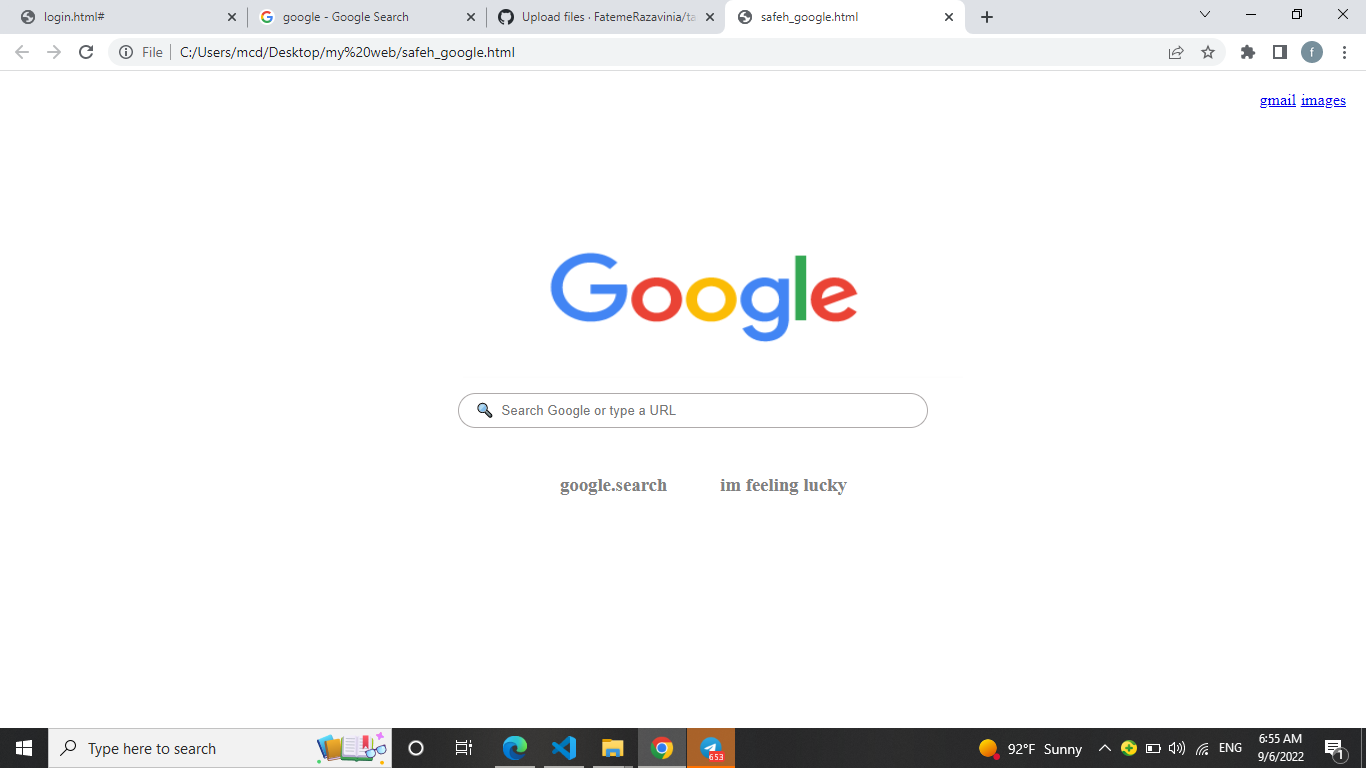 login.html#
google - Google Search
Upload files · FatemeRazavinia/ta
safeh_google.html
File
C:/Users/mcd/Desktop/my%20web/safeh_google.html
f
gmail images
Google
Search Google or type a URL
google.search
im feeling lucky
Type here to search
653
92°F Sunny
ENG
6:55 AM
9/6/2022
1